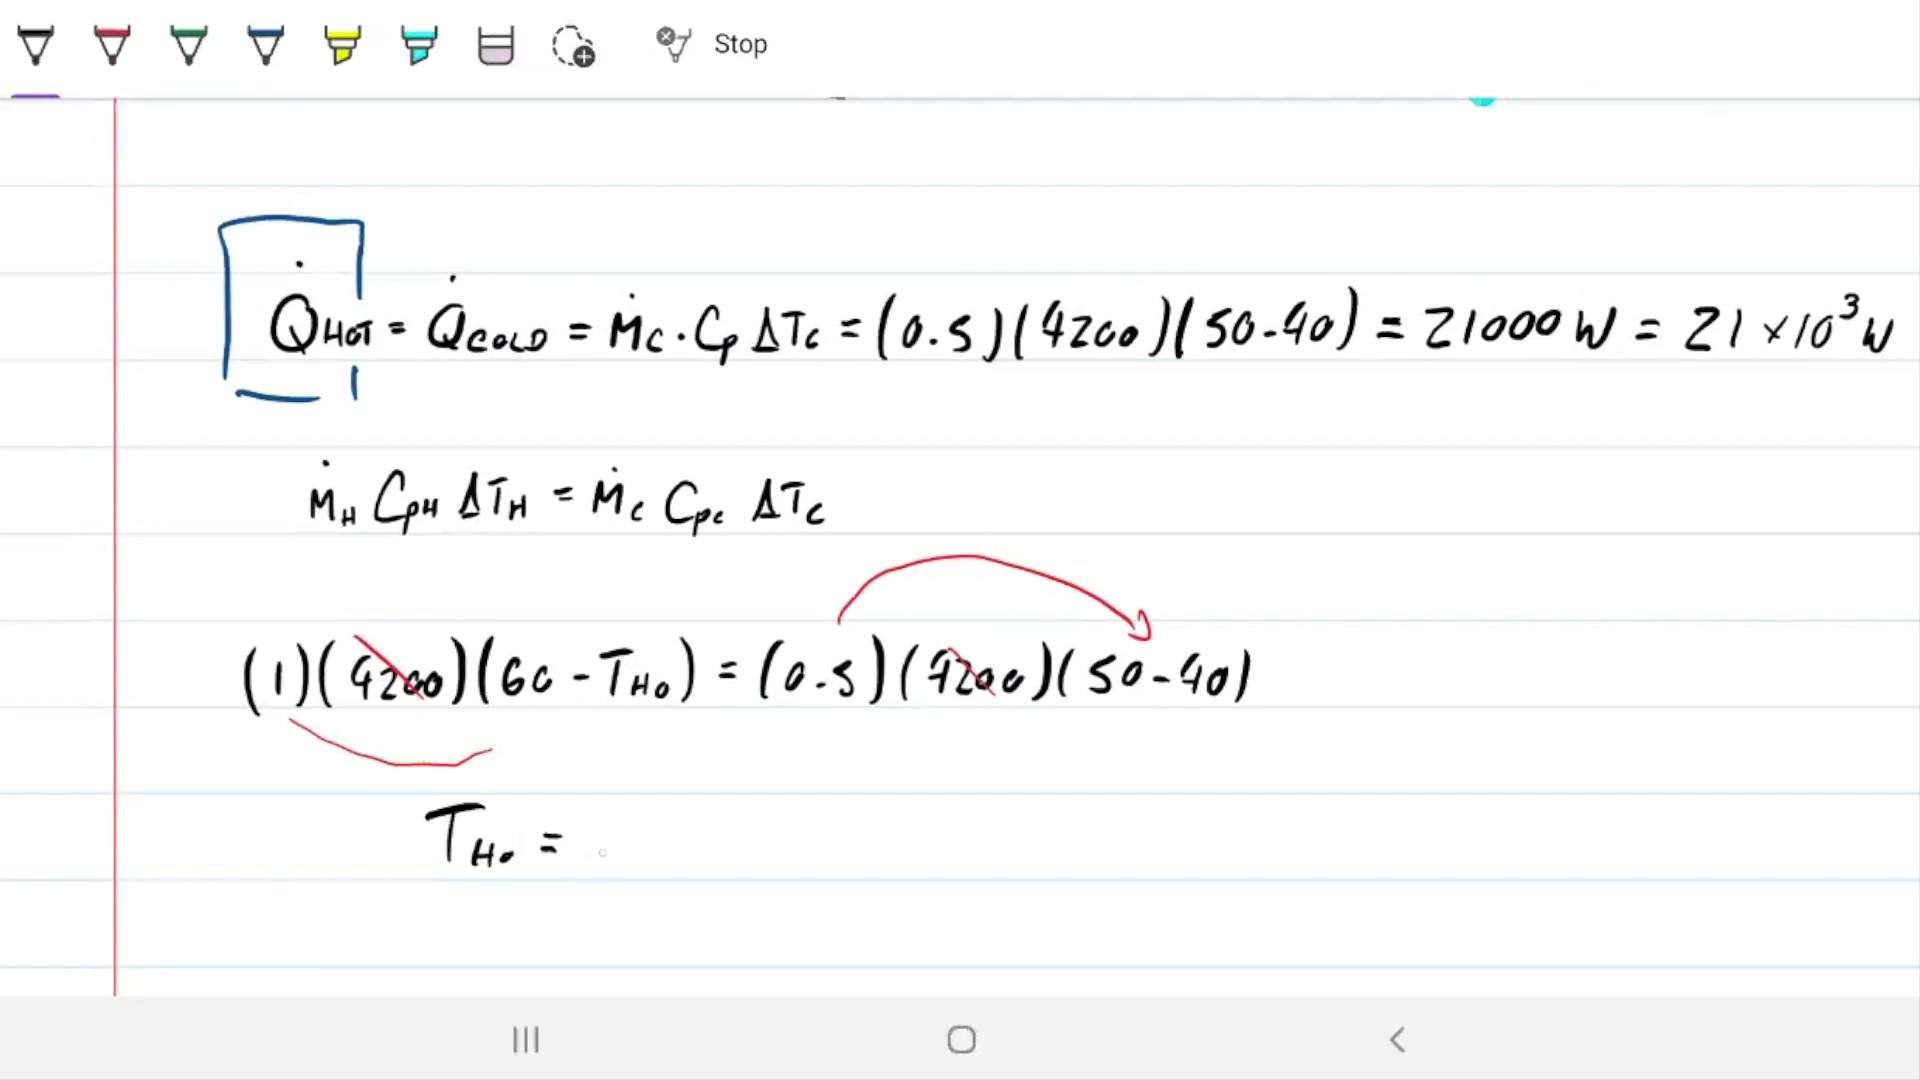 Stop
Q̇HOT = Q̇COLD = ṁc · Cp ΔTc = (0.5)(4200)(50-40) = 21000 W = 21 ×10³ W
ṁH CpH ΔTH = ṁc Cpc ΔTc
(1)(4200)(60 - THo) = (0.5)(4200)(50-40)
THo =